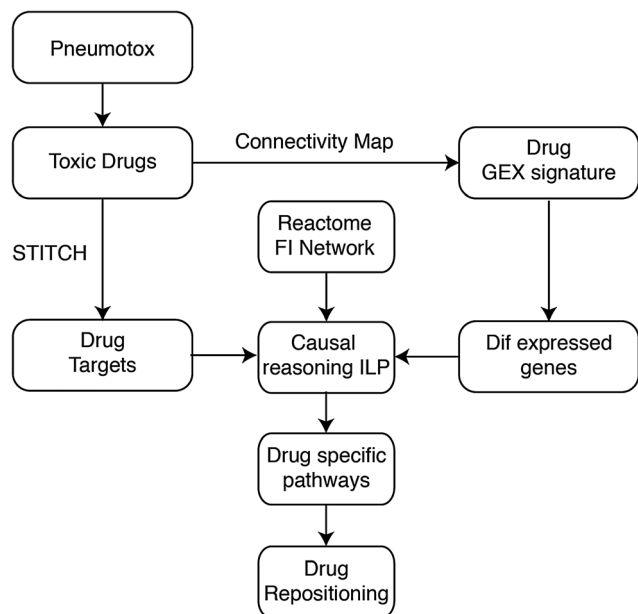 Pneumotox
Toxic Drugs
Connectivity Map
Drug
GEX signature
STITCH
Reactome
FI Network
Drug
Targets
Causal
reasoning ILP
Dif expressed
genes
Drug specific
pathways
Drug
Repositioning